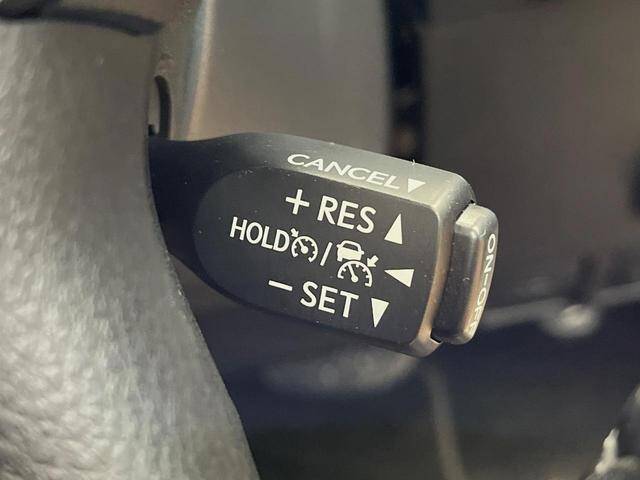 CANCEL▼
+ RES ▲
HOLD / ◀
− SET ▼
ON-OFF